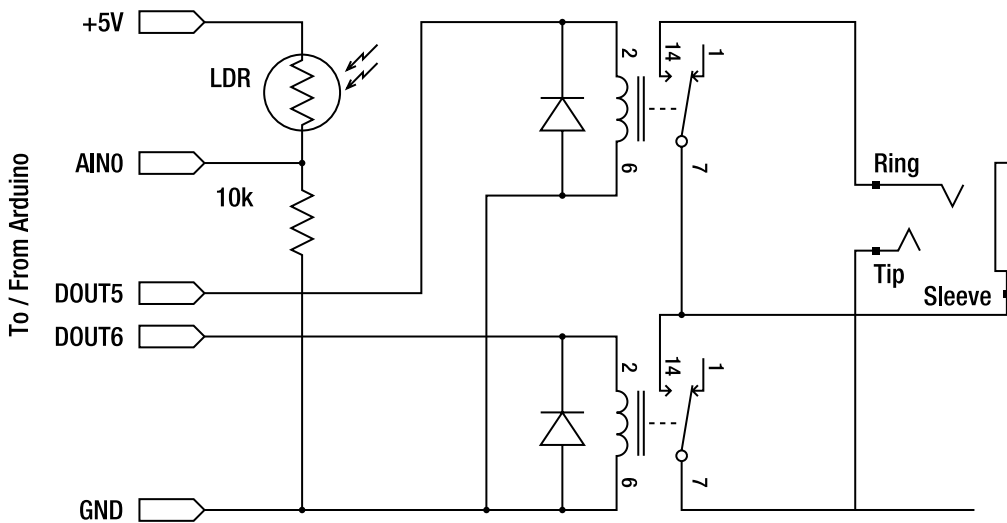 To / From Arduino
+5V
LDR
AIN0
10k
DOUT5
DOUT6
GND
2
6
14
1
7
2
6
14
1
7
Ring
Tip
Sleeve